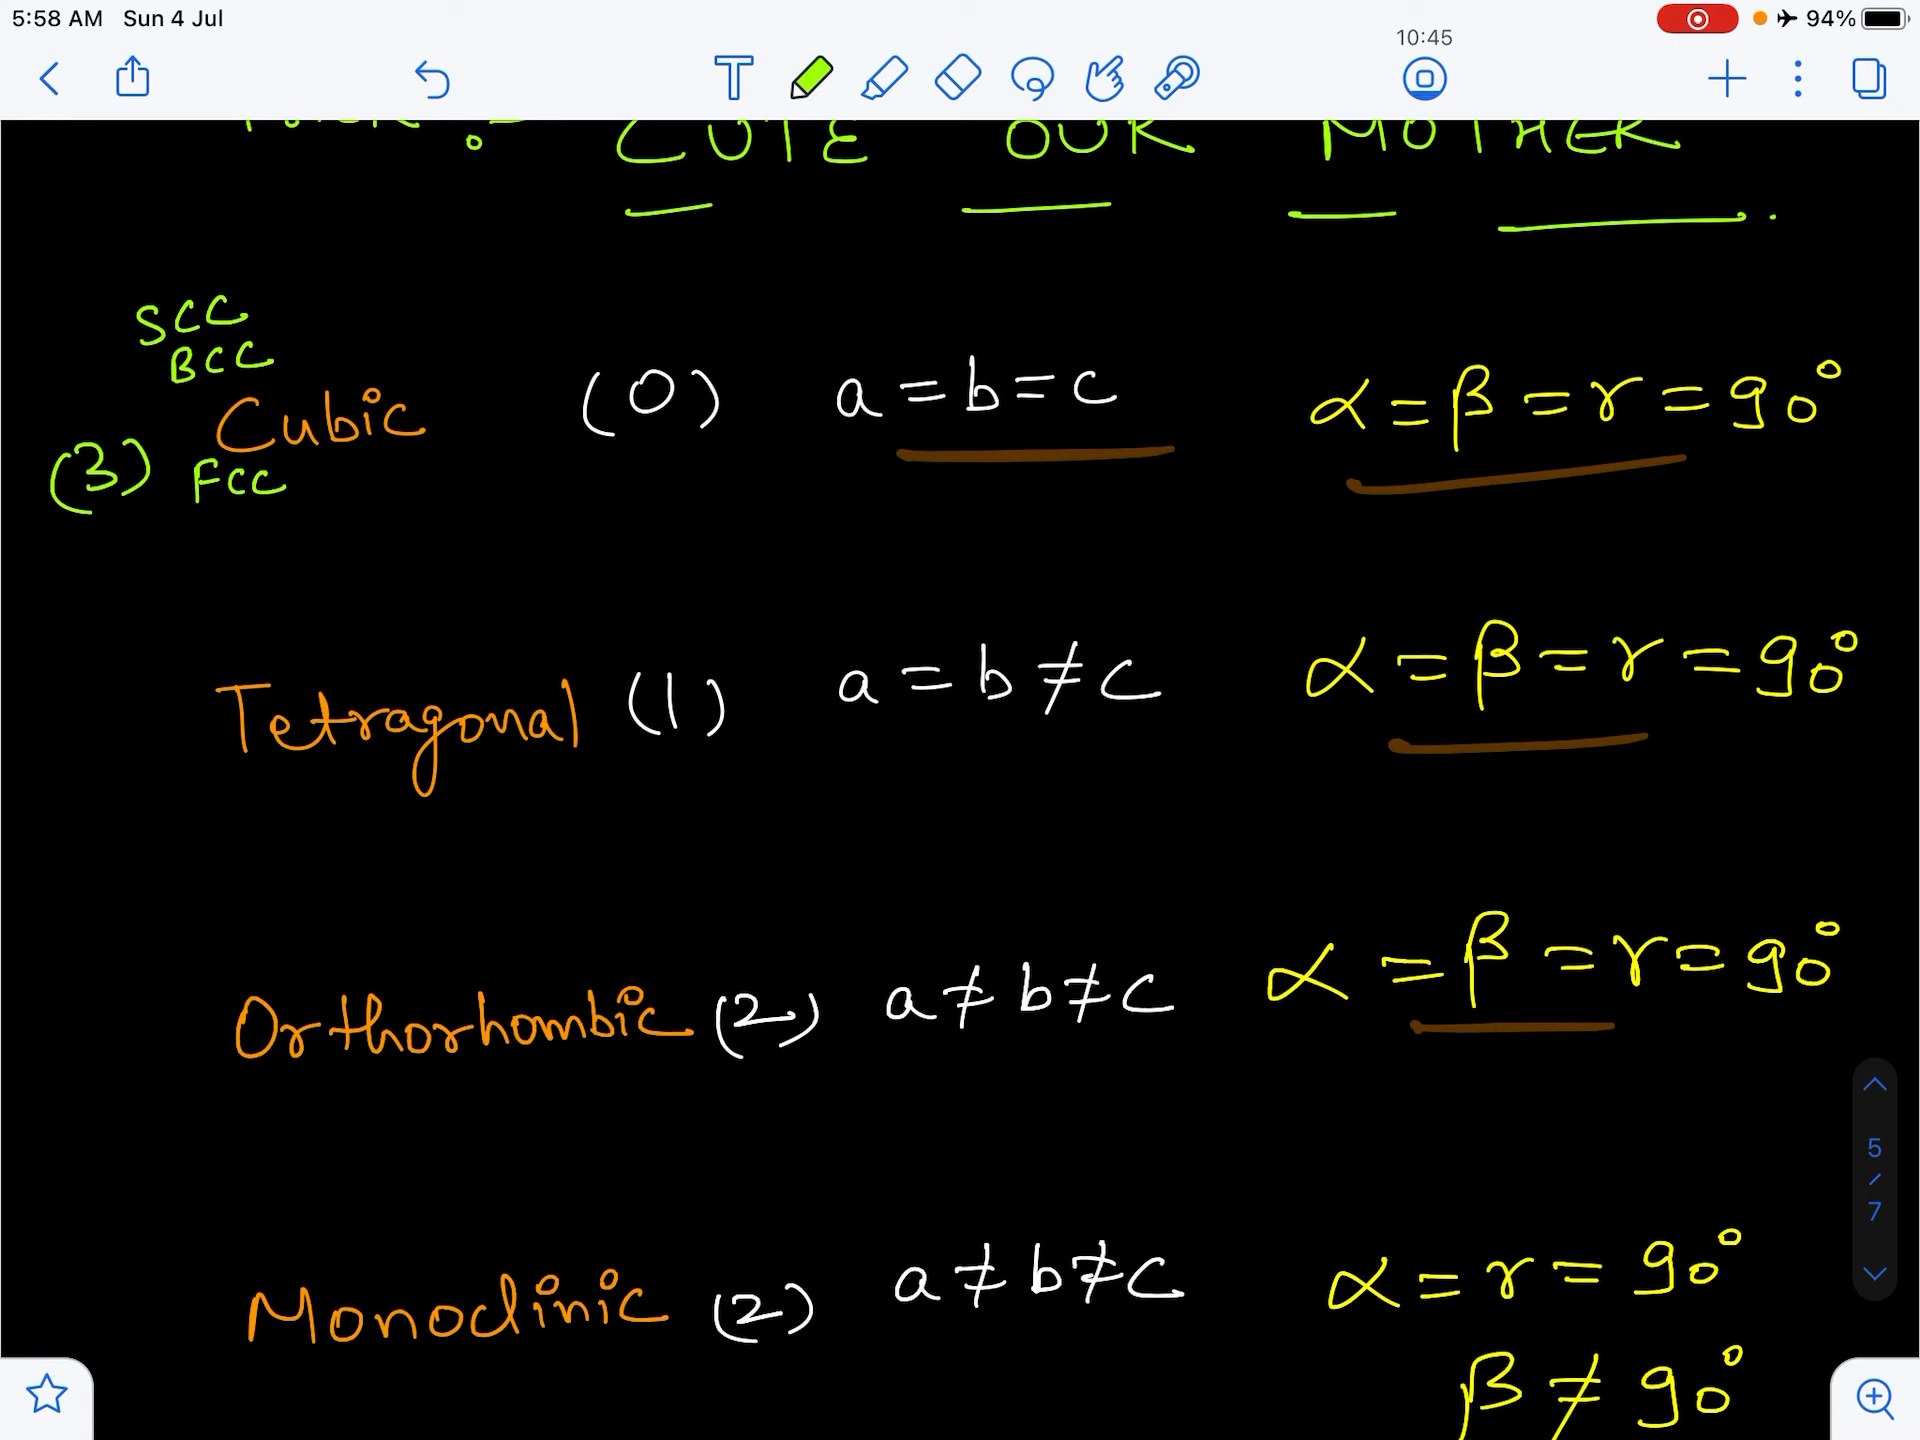 5:58 AM Sun 4 Jul
94%
10:45
T
CUTE OUR MOTHER
SCC
BCC
Cubic (0) a = b = c α = β = γ = 90°
(3) FCC
Tetragonal (1) a = b ≠ c α = β = γ = 90°
Orthorhombic (2) a ≠ b ≠ c α = β = γ = 90°
5
/
7
Monoclinic (2) a ≠ b ≠ c α = γ = 90°
β ≠ 90°